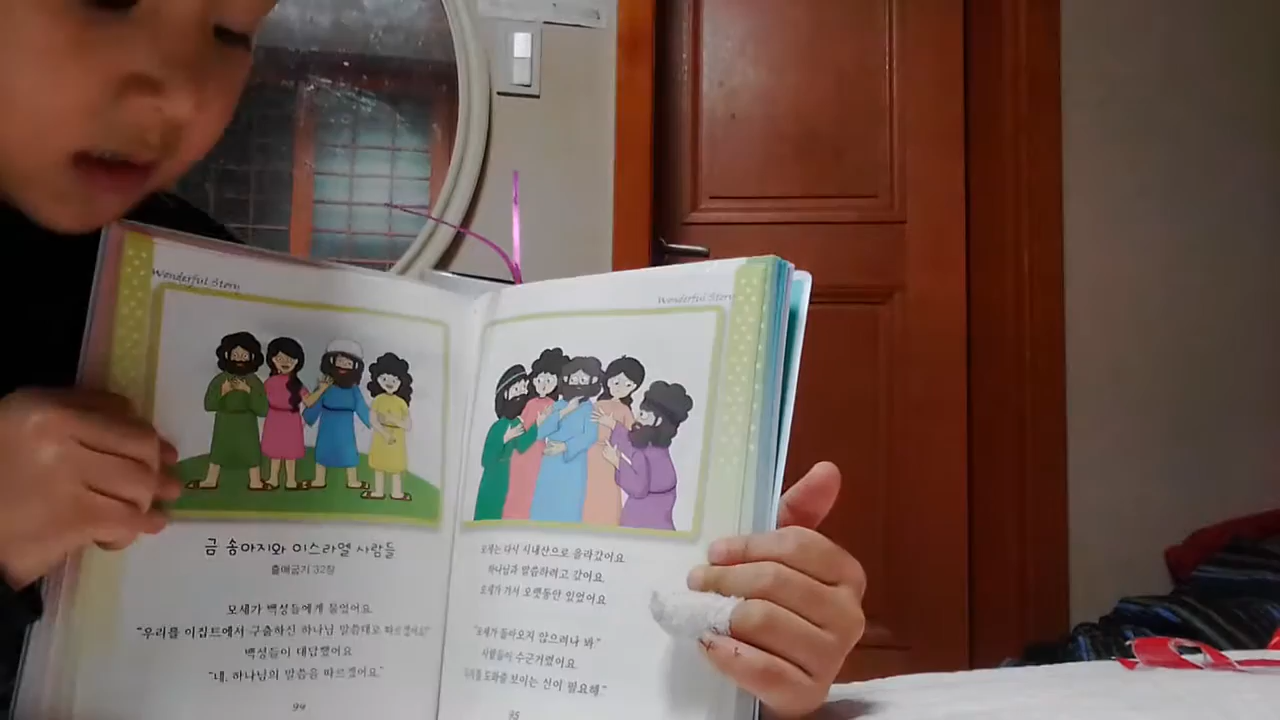 Wonderful Story
금 송아지와 이스라엘 사람들
출애굽기 32장
모세가 백성들에게 물었어요.
"우리를 이집트에서 구출하신 하나님 말씀대로 따르겠어요?"
백성들이 대답했어요.
"네, 하나님의 말씀을 따르겠어요."
94
Wonderful Story
모세는 다시 시내산으로 올라갔어요.
하나님과 말씀하려고 갔어요.
모세가 가서 오랫동안 있었어요.
"모세가 돌아오지 않으려나 봐."
사람들이 수군거렸어요.
"우리를 도와줄 보이는 신이 필요해."
95